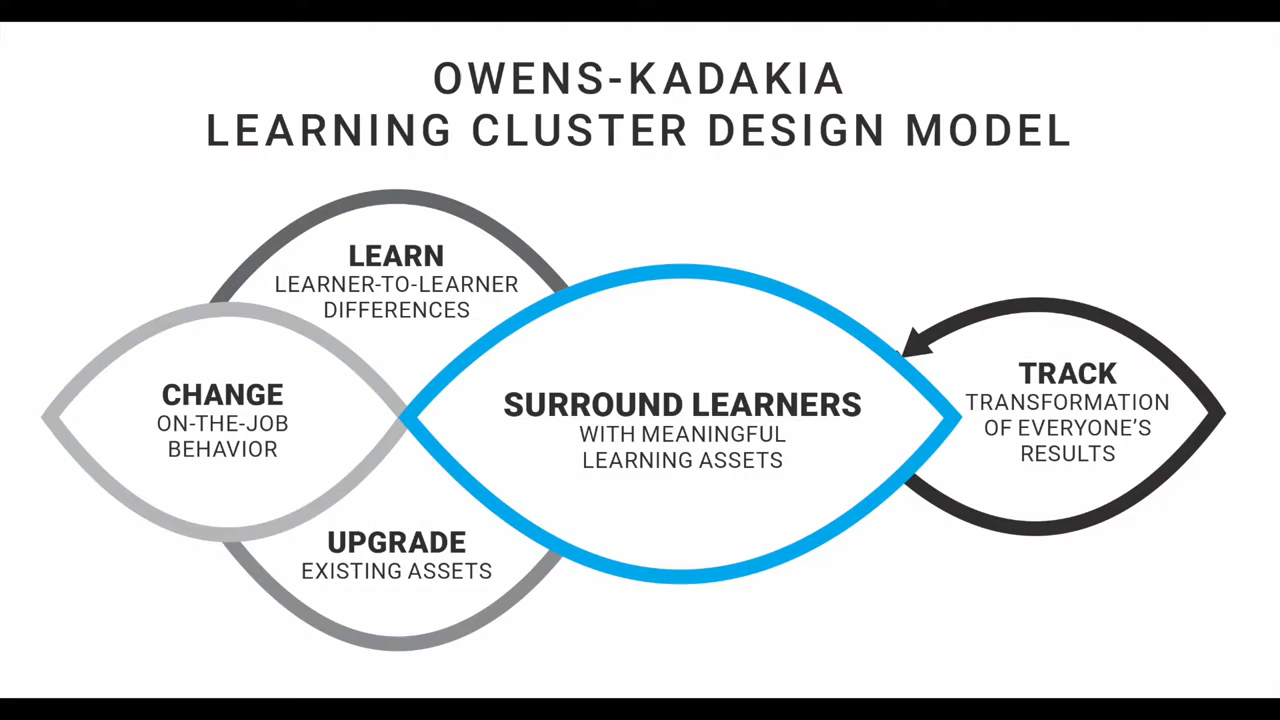 OWENS-KADAKIA
LEARNING CLUSTER DESIGN MODEL
LEARN
LEARNER-TO-LEARNER
DIFFERENCES
CHANGE
ON-THE-JOB
BEHAVIOR
UPGRADE
EXISTING ASSETS
SURROUND LEARNERS
WITH MEANINGFUL
LEARNING ASSETS
TRACK
TRANSFORMATION
OF EVERYONE'S
RESULTS